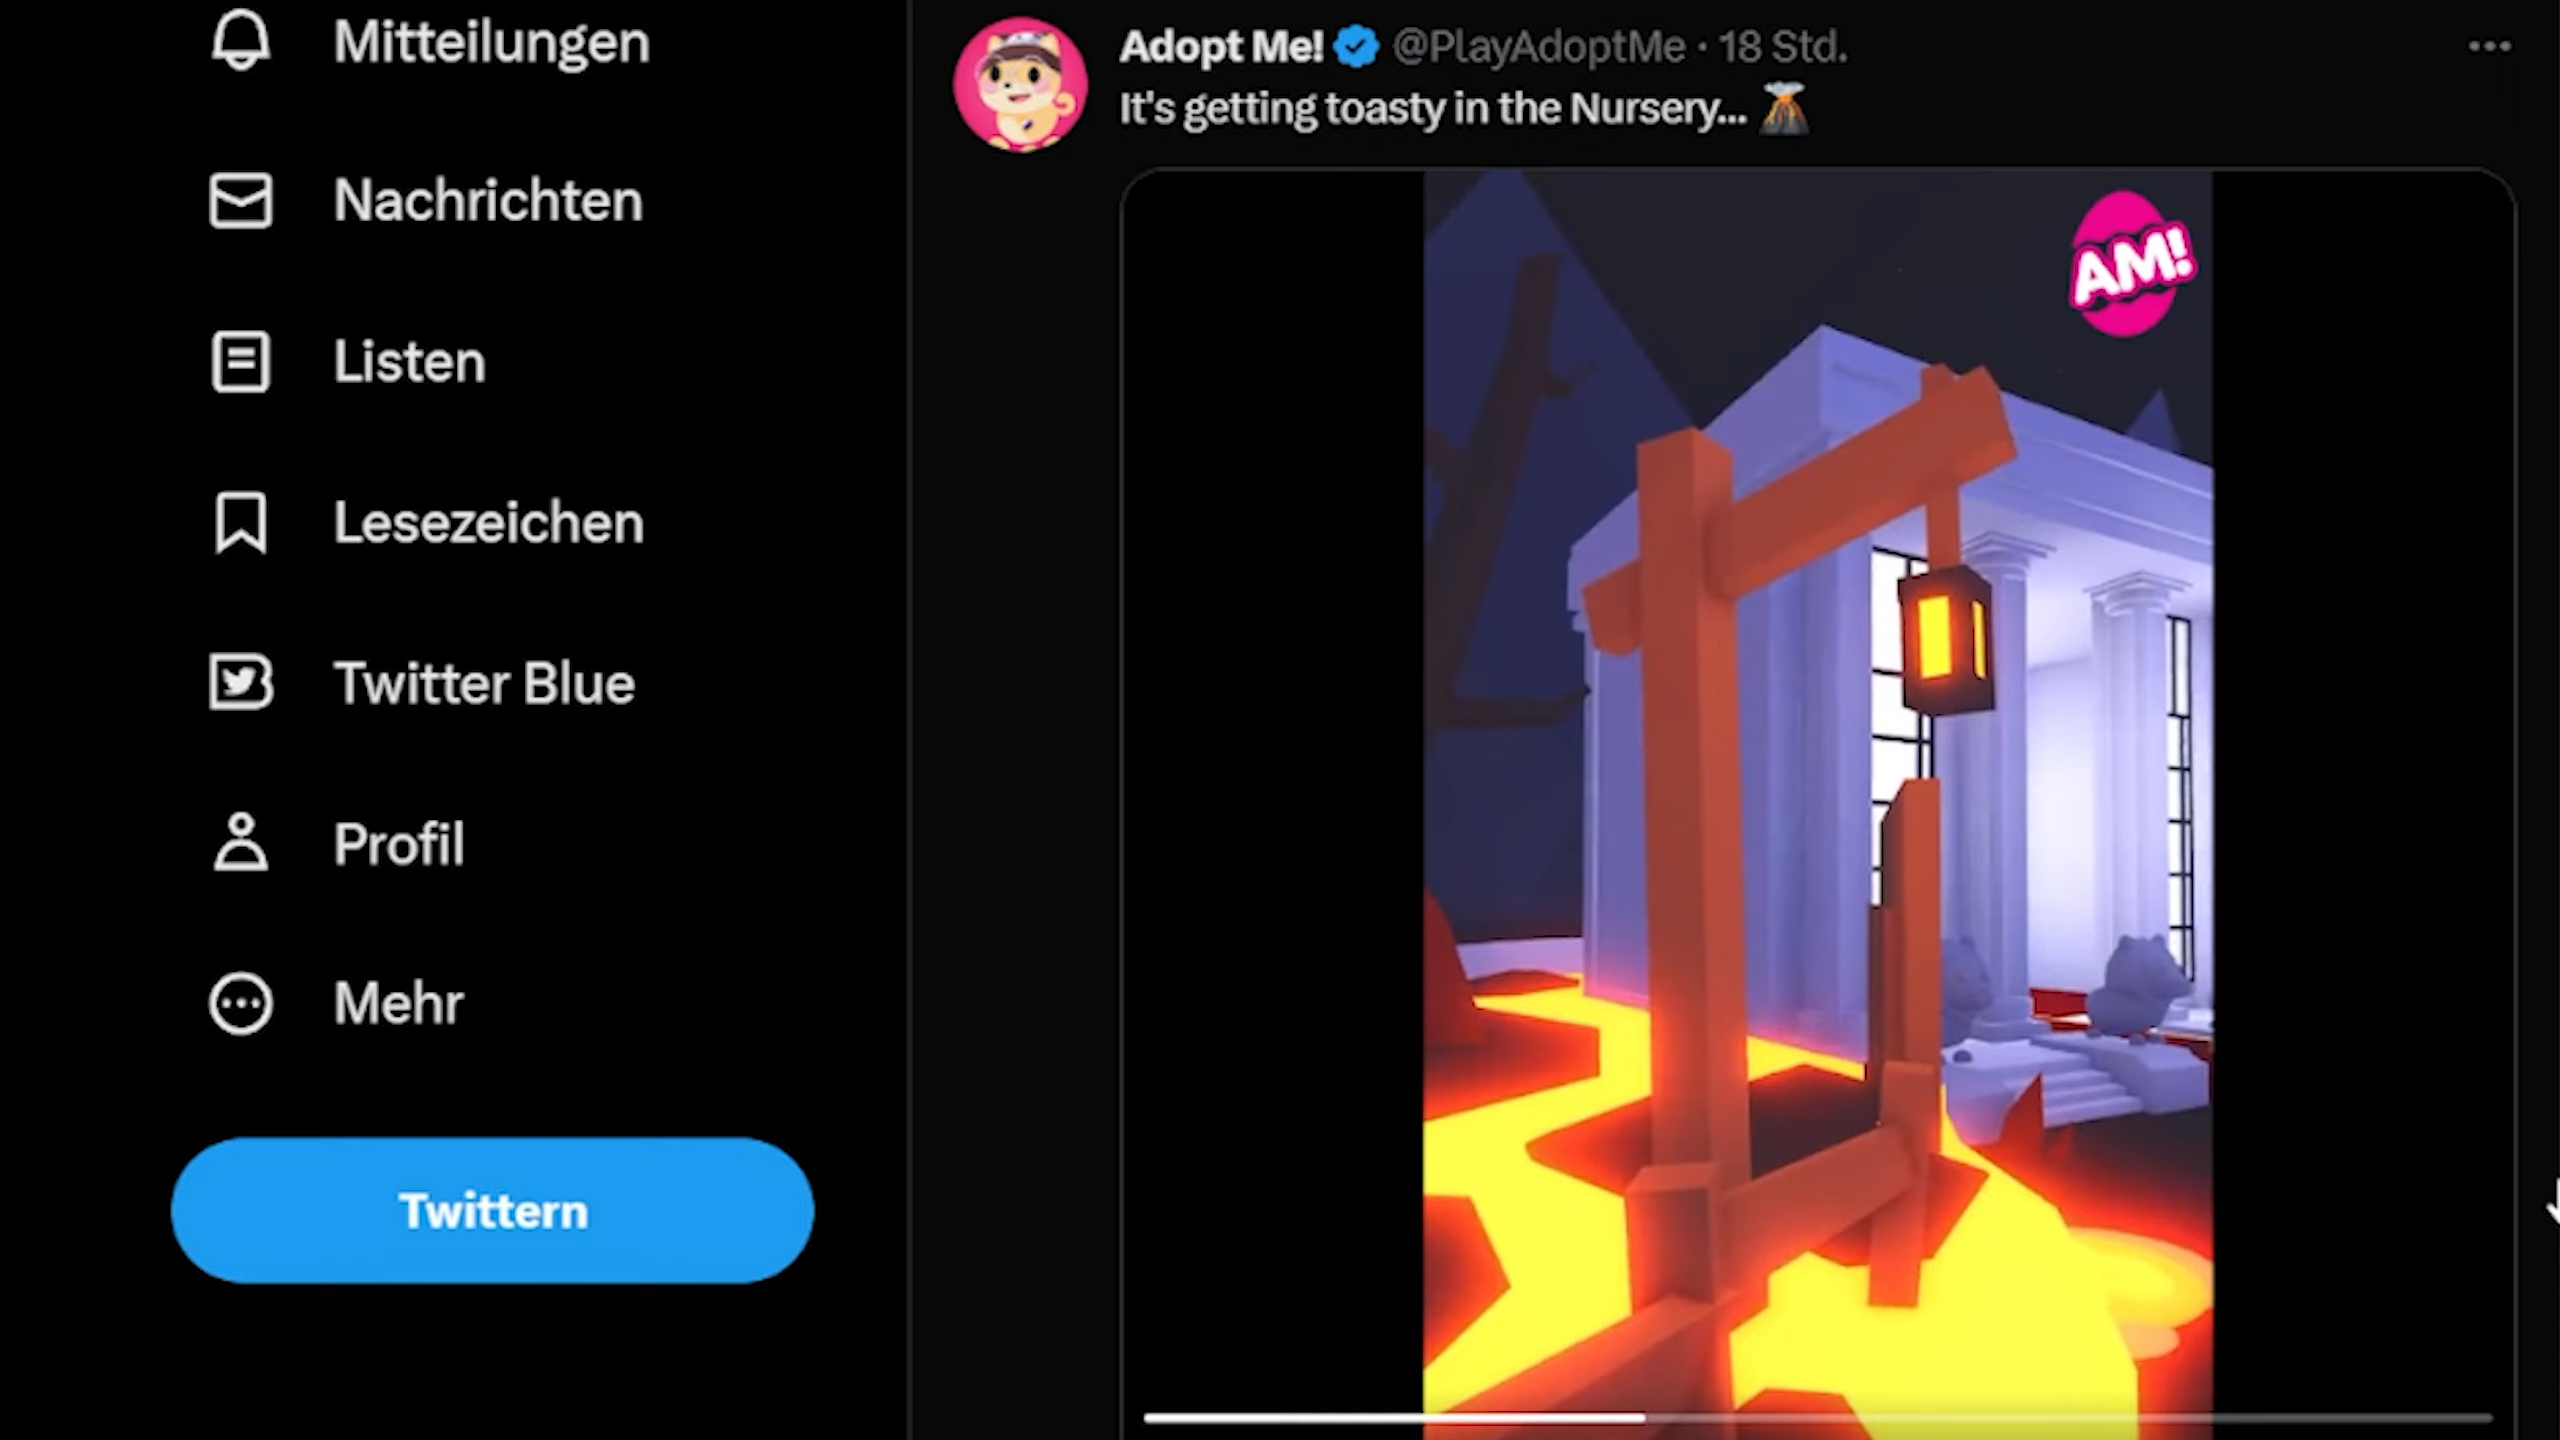 Mitteilungen
Nachrichten
Listen
Lesezeichen
Twitter Blue
Profil
Mehr
Twittern
Adopt Me! @PlayAdoptMe · 18 Std.
It's getting toasty in the Nursery... 🌋
AM!